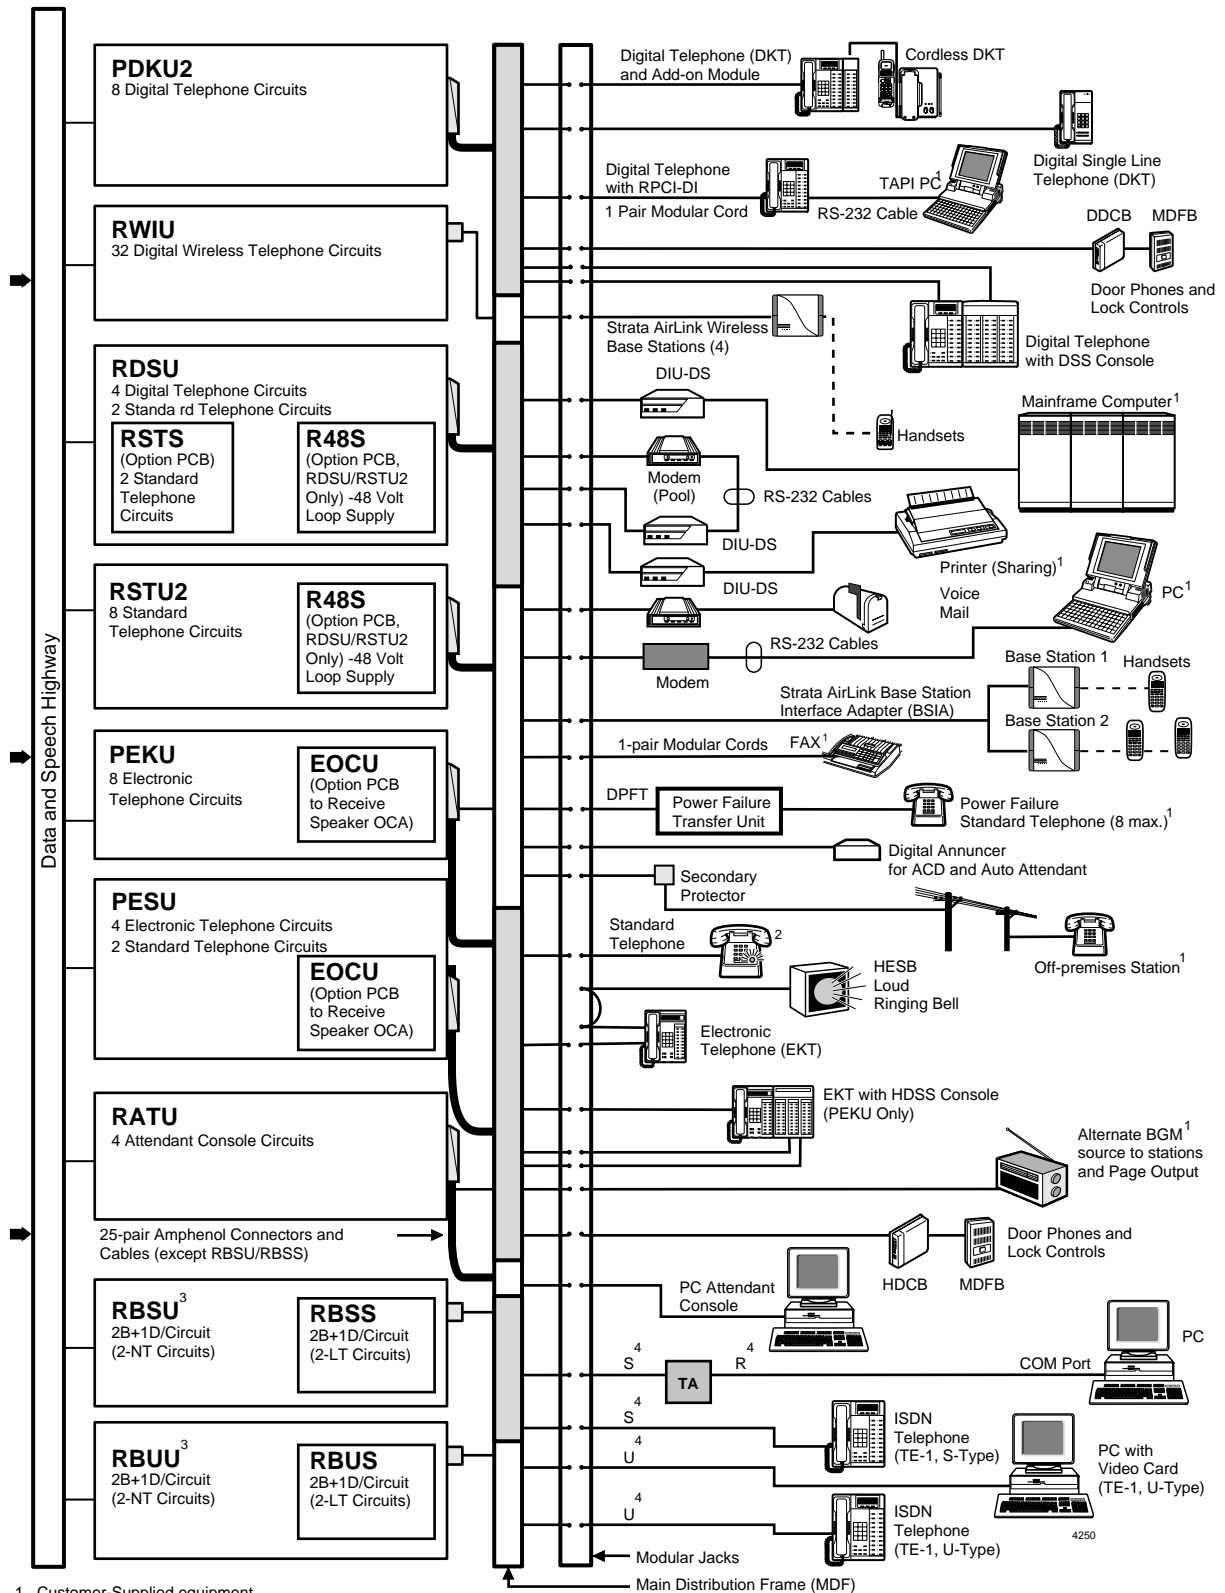 PDKU2
8 Digital Telephone Circuits
Digital Telephone (DKT)
and Add-on Module
Cordless DKT
Digital Single Line
Telephone (DKT)
Digital Telephone
with RPCI-DI
1 Pair Modular Cord
TAPI PC1
RS-232 Cable
RWIU
32 Digital Wireless Telephone Circuits
DDCB
MDFB
Door Phones and
Lock Controls
Strata AirLink Wireless
Base Stations (4)
Digital Telephone
with DSS Console
RDSU
4 Digital Telephone Circuits
2 Standa rd Telephone Circuits
RSTS
(Option PCB)
2 Standard
Telephone
Circuits
R48S
(Option PCB,
RDSU/RSTU2
Only) -48 Volt
Loop Supply
DIU-DS
Handsets
Mainframe Computer1
Modem
(Pool)
RS-232 Cables
DIU-DS
Printer (Sharing)1
DIU-DS
RSTU2
8 Standard
Telephone Circuits
R48S
(Option PCB,
RDSU/RSTU2
Only) -48 Volt
Loop Supply
Voice
Mail
PC1
RS-232 Cables
Modem
Data and Speech Highway
Strata AirLink Base Station
Interface Adapter (BSIA)
Base Station 1
Handsets
Base Station 2
PEKU
8 Electronic
Telephone Circuits
EOCU
(Option PCB
to Receive
Speaker OCA)
1-pair Modular Cords
FAX1
DPFT
Power Failure
Transfer Unit
Power Failure
Standard Telephone (8 max.)1
Digital Annuncer
for ACD and Auto Attendant
PESU
4 Electronic Telephone Circuits
2 Standard Telephone Circuits
EOCU
(Option PCB
to Receive
Speaker OCA)
Secondary
Protector
Standard
Telephone
2
Off-premises Station1
HESB
Loud
Ringing Bell
Electronic
Telephone (EKT)
RATU
4 Attendant Console Circuits
EKT with HDSS Console
(PEKU Only)
Alternate BGM1
source to stations
and Page Output
25-pair Amphenol Connectors and
Cables (except RBSU/RBSS)
HDCB
MDFB
Door Phones and
Lock Controls
PC Attendant
Console
RBSU3
2B+1D/Circuit
(2-NT Circuits)
RBSS
2B+1D/Circuit
(2-LT Circuits)
S4
TA
R4
COM Port
PC
S4
ISDN
Telephone
(TE-1, S-Type)
RBUU3
2B+1D/Circuit
(2-NT Circuits)
RBUS
2B+1D/Circuit
(2-LT Circuits)
U4
PC with
Video Card
(TE-1, U-Type)
U4
ISDN
Telephone
(TE-1, U-Type)
4250
Modular Jacks
Main Distribution Frame (MDF)
1 Customer-Supplied equipment